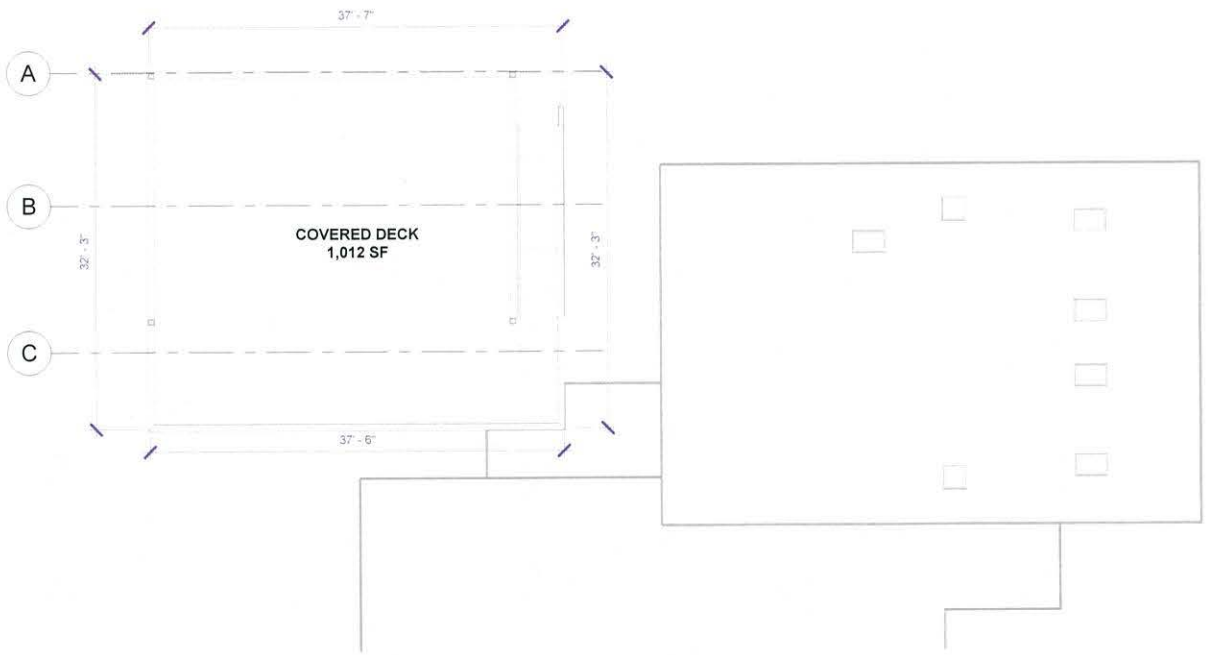 37' - 7"
A
B
COVERED DECK
1,012 SF
32' - 3"
32' - 3"
C
37' - 6"